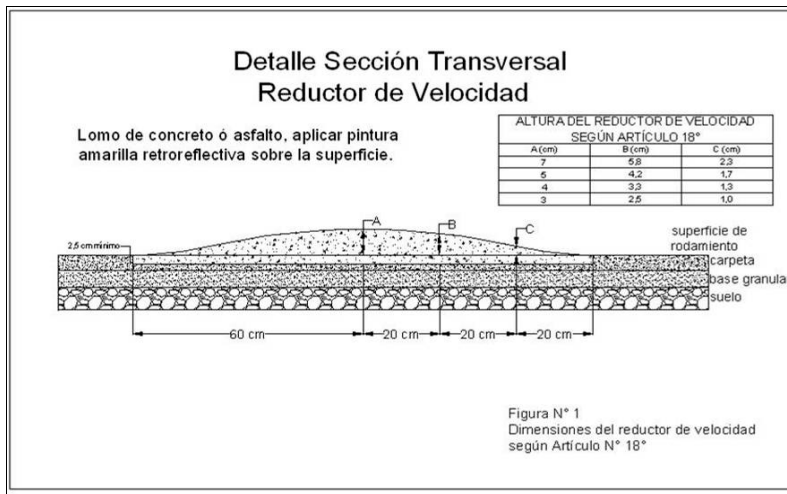 Detalle Sección Transversal
Reductor de Velocidad
Lomo de concreto ó asfalto, aplicar pintura
amarilla retroreflectiva sobre la superficie.
ALTURA DEL REDUCTOR DE VELOCIDAD
SEGÚN ARTÍCULO 18°
A (cm) B (cm) C (cm)
7 5,8 2,3
5 4,2 1,7
4 3,3 1,3
3 2,5 1,0
A
B
C
2,5 cm mínimo
superficie de
rodamiento
carpeta
base granular
suelo
60 cm 20 cm 20 cm 20 cm
Figura N° 1
Dimensiones del reductor de velocidad
según Artículo N° 18°